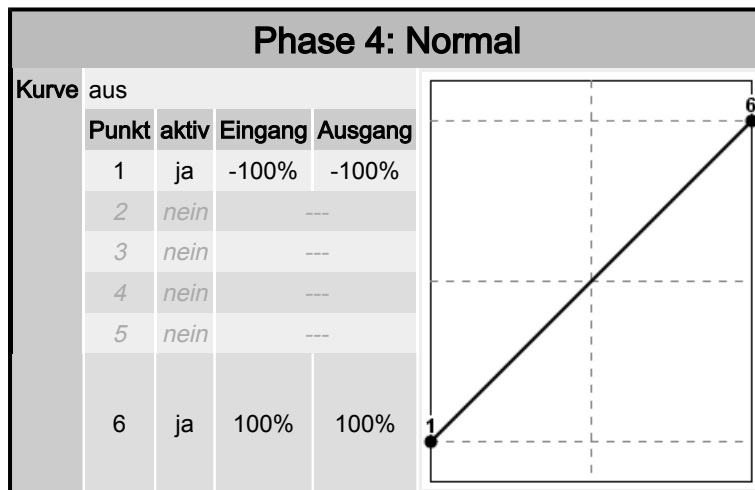 Phase 4: Normal
Kurve aus
Punkt aktiv Eingang Ausgang
1 ja -100% -100%
2 nein ---
3 nein ---
4 nein ---
5 nein ---
6 ja 100% 100%
6
1